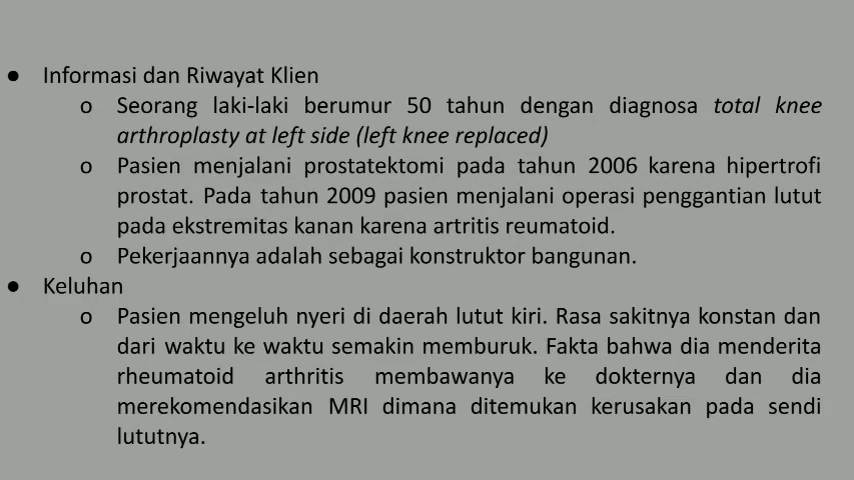 ● Informasi dan Riwayat Klien
o Seorang laki-laki berumur 50 tahun dengan diagnosa total knee
arthroplasty at left side (left knee replaced)
o Pasien menjalani prostatektomi pada tahun 2006 karena hipertrofi
prostat. Pada tahun 2009 pasien menjalani operasi penggantian lutut
pada ekstremitas kanan karena artritis reumatoid.
o Pekerjaannya adalah sebagai konstruktor bangunan.
● Keluhan
o Pasien mengeluh nyeri di daerah lutut kiri. Rasa sakitnya konstan dan
dari waktu ke waktu semakin memburuk. Fakta bahwa dia menderita
rheumatoid arthritis membawanya ke dokternya dan dia
merekomendasikan MRI dimana ditemukan kerusakan pada sendi
lututnya.